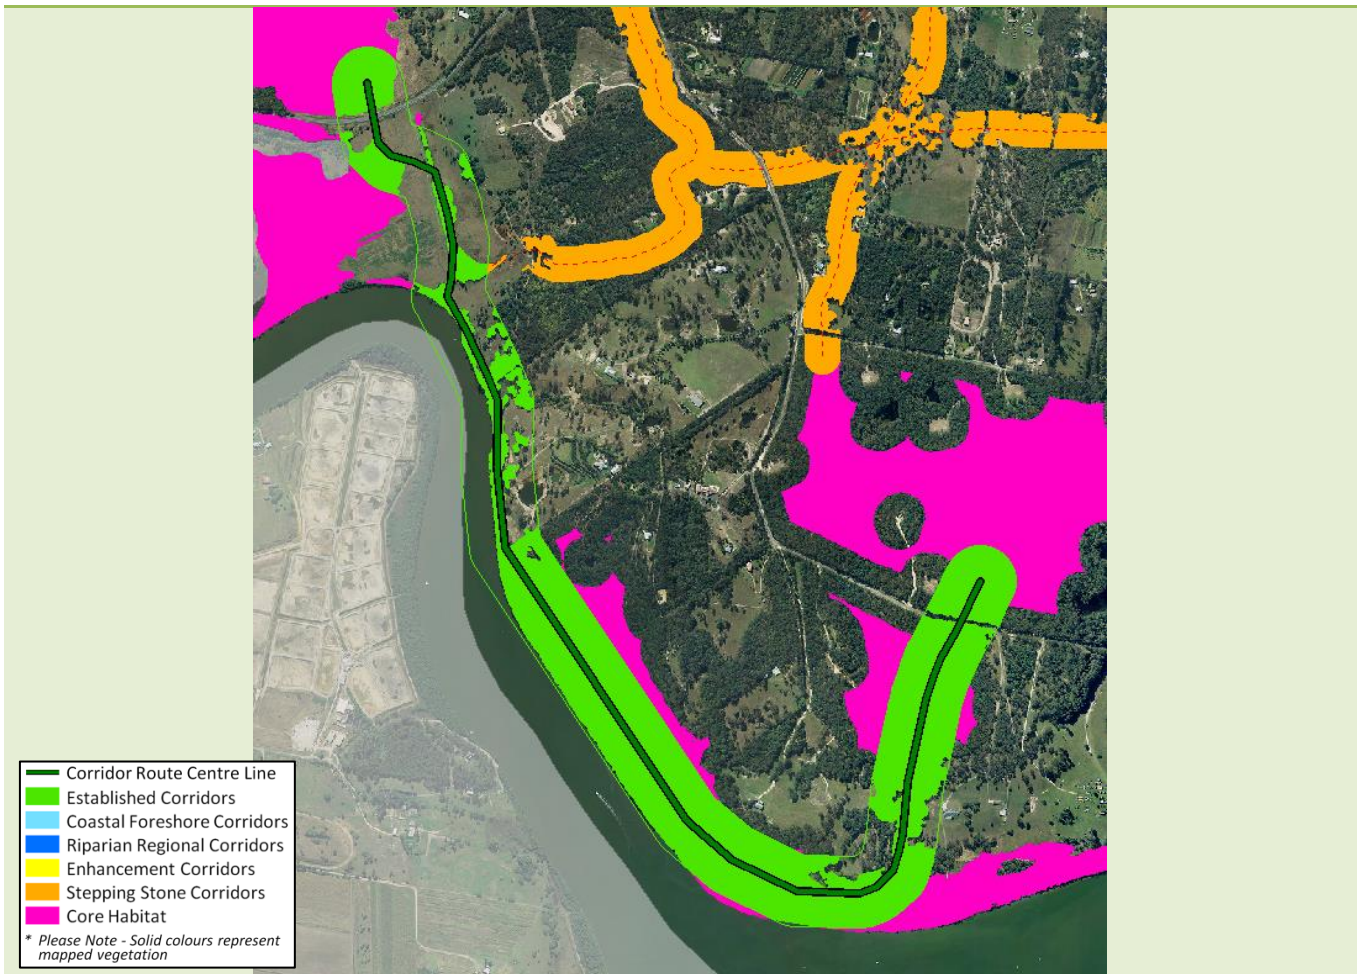 Corridor Route Centre Line
Established Corridors
Coastal Foreshore Corridors
Riparian Regional Corridors
Enhancement Corridors
Stepping Stone Corridors
Core Habitat
* Please Note - Solid colours represent
mapped vegetation